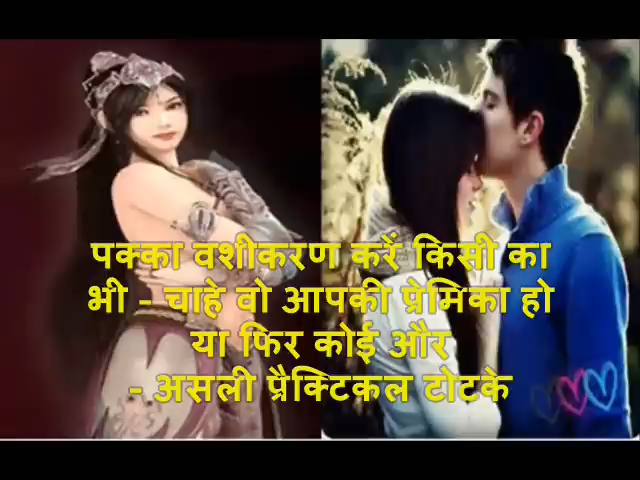 पक्का वशीकरण करें किसी का
भी - चाहे वो आपकी प्रेमिका हो
या फिर कोई और
- असली प्रैक्टिकल टोटके